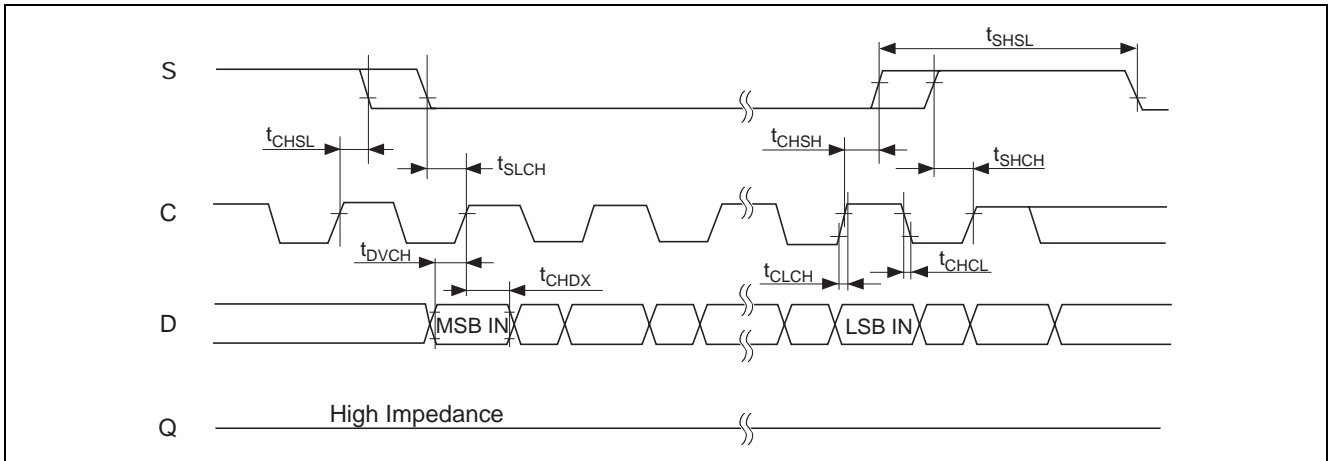 tSHSL
S
tCHSL
tSLCH
tCHSH
tSHCH
C
tDVCH
tCHDX
tCLCH
tCHCL
D
MSB IN
LSB IN
High Impedance
Q